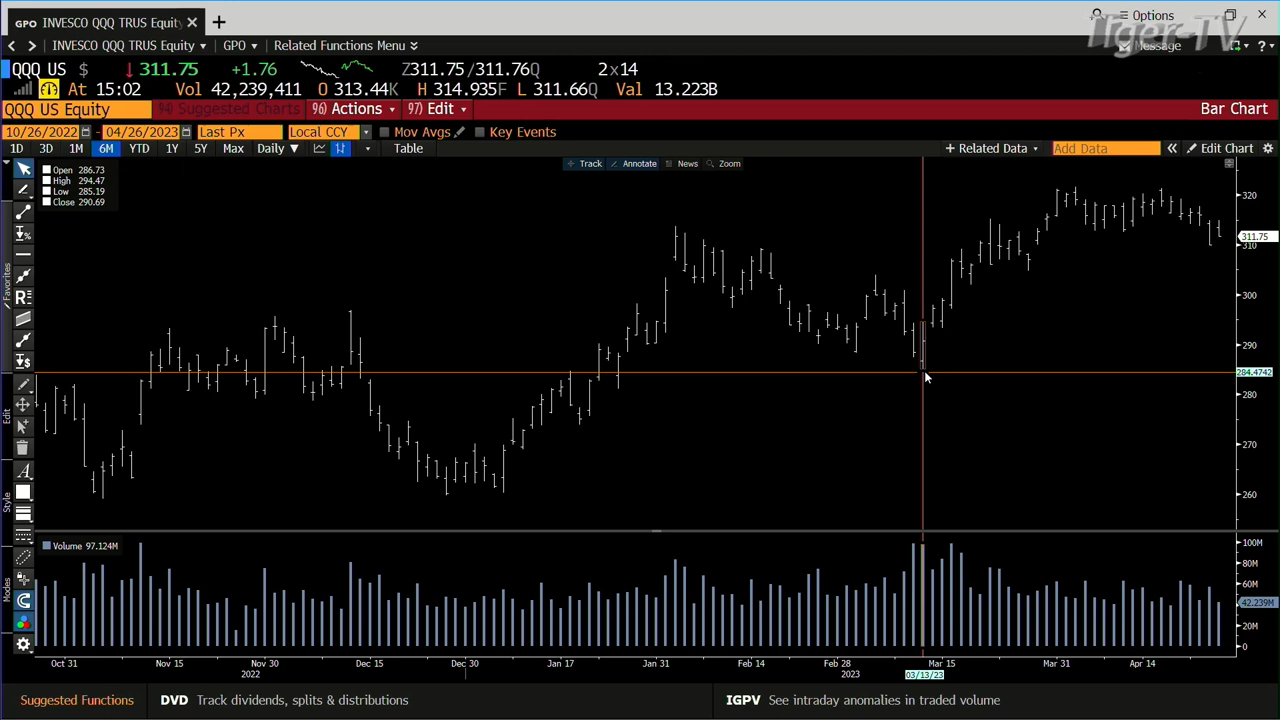 GPO INVESCO QQQ TRUS Equity × +
Options
INVESCO QQQ TRUS Equity GPO Related Functions Menu
Message
Tiger-TV
QQQ US $ ↓311.75 +1.76 Z311.75/311.76Q 2x14
At 15:02 Vol 42,239,411 O 313.44K H 314.935F L 311.66Q Val 13.223B
QQQ US Equity 94) Suggested Charts 96) Actions 97) Edit Bar Chart
10/26/2022 - 04/26/2023 Last Px Local CCY Mov Avgs Key Events
1D 3D 1M 6M YTD 1Y 5Y Max Daily ▼ Table + Related Data Add Data « Edit Chart
Track Annotate News Zoom
Open 286.73
High 294.47
Low 285.19
Close 290.69
320
311.75
310
300
290
284.4742
280
270
260
Favorites
Edit
Style
Modes
Volume 97.124M
100M
80M
60M
42.239M
20M
0
Oct 31 Nov 15 Nov 30 Dec 15 Dec 30 Jan 17 Jan 31 Feb 14 Feb 28 Mar 15 Mar 31 Apr 14
2022 2023 03/13/23
Suggested Functions DVD Track dividends, splits & distributions IGPV See intraday anomalies in traded volume